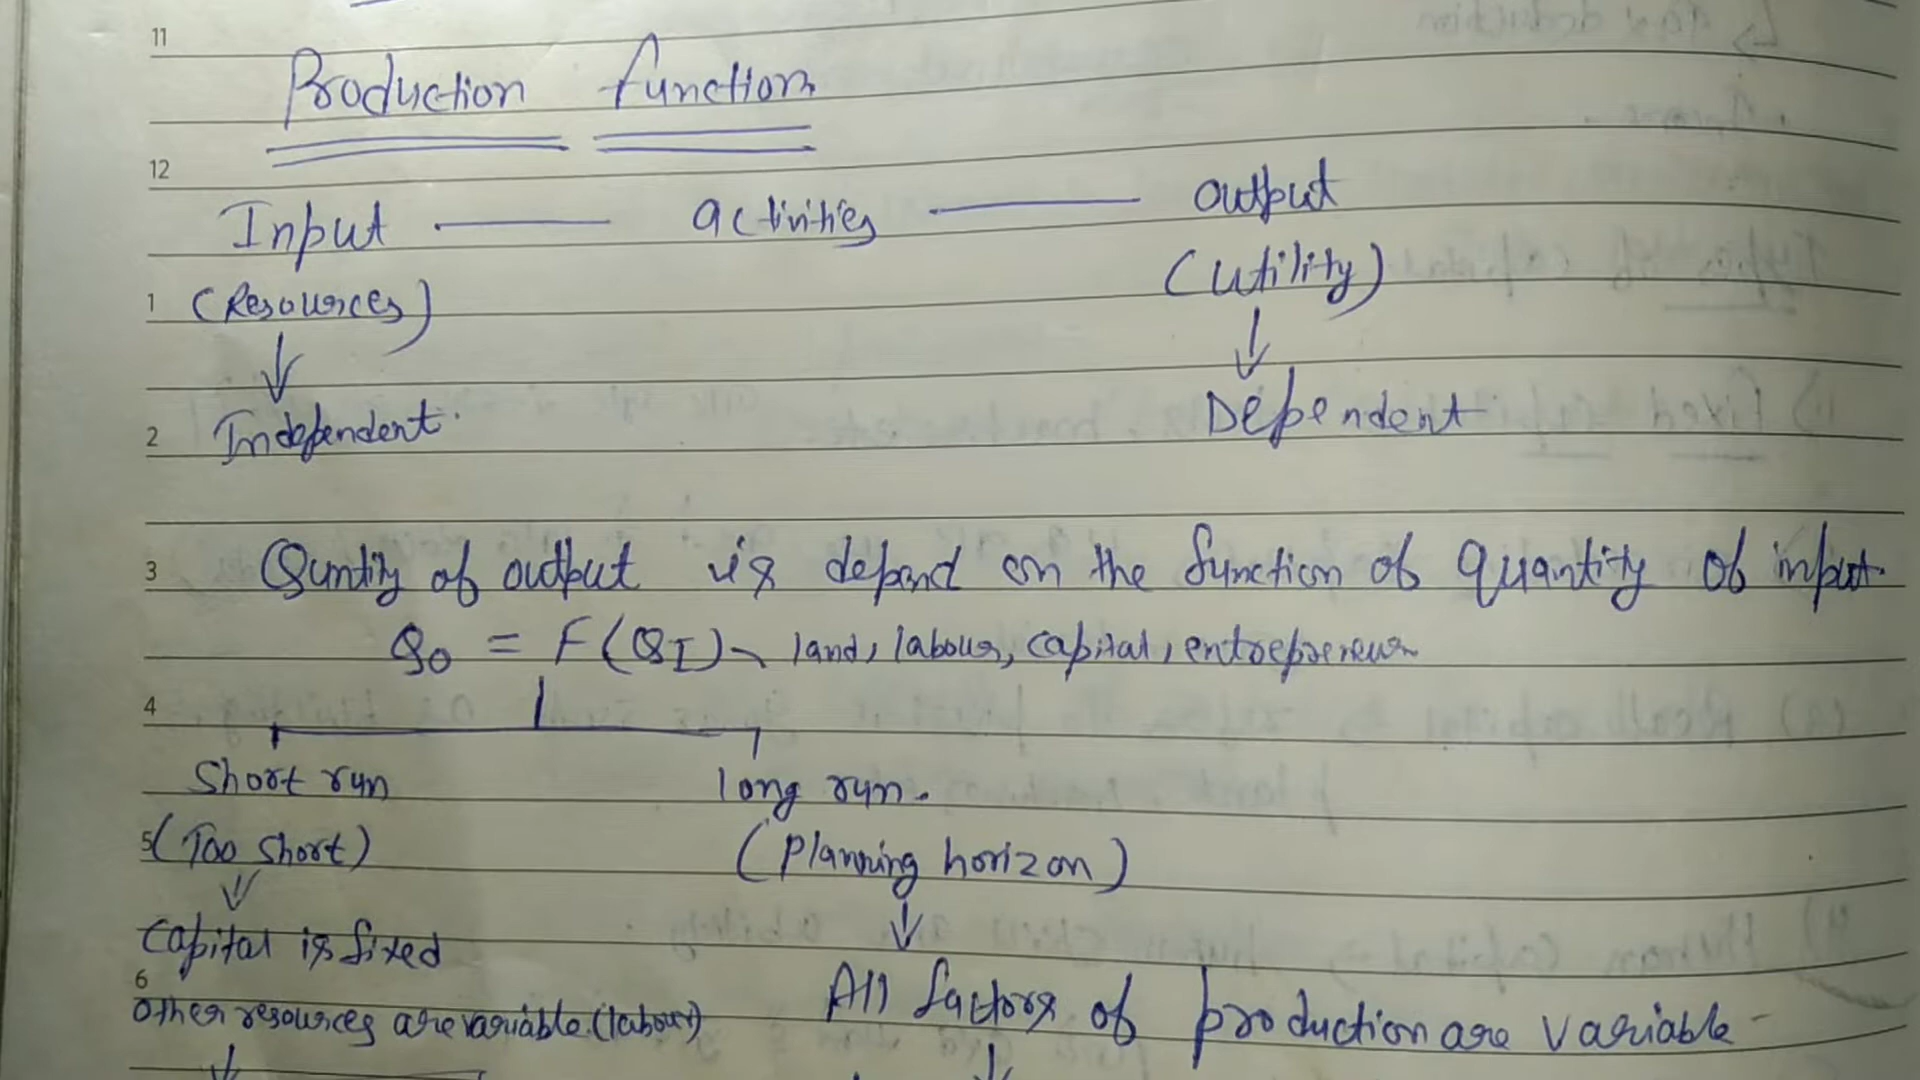 11
Production function
12
Input — activities — output
(Resources) (Utility)
1
↓ ↓
Independent. Dependent
2
3
Quntity of output is depend on the function of quantity of input.
Qo = F(QI) land, labour, capital, entrepreneur
4
Short run long run.
5
(Too short) (Planning horizon)
↓ ↓
Capital is fixed
6
other resources are variable (labour) All factors of production are variable